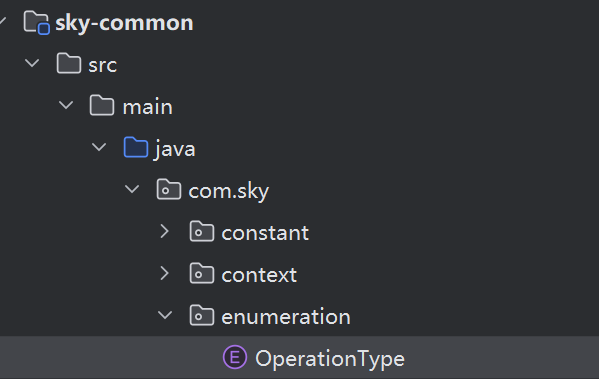 sky-common
src
main
java
com.sky
constant
context
enumeration
E OperationType